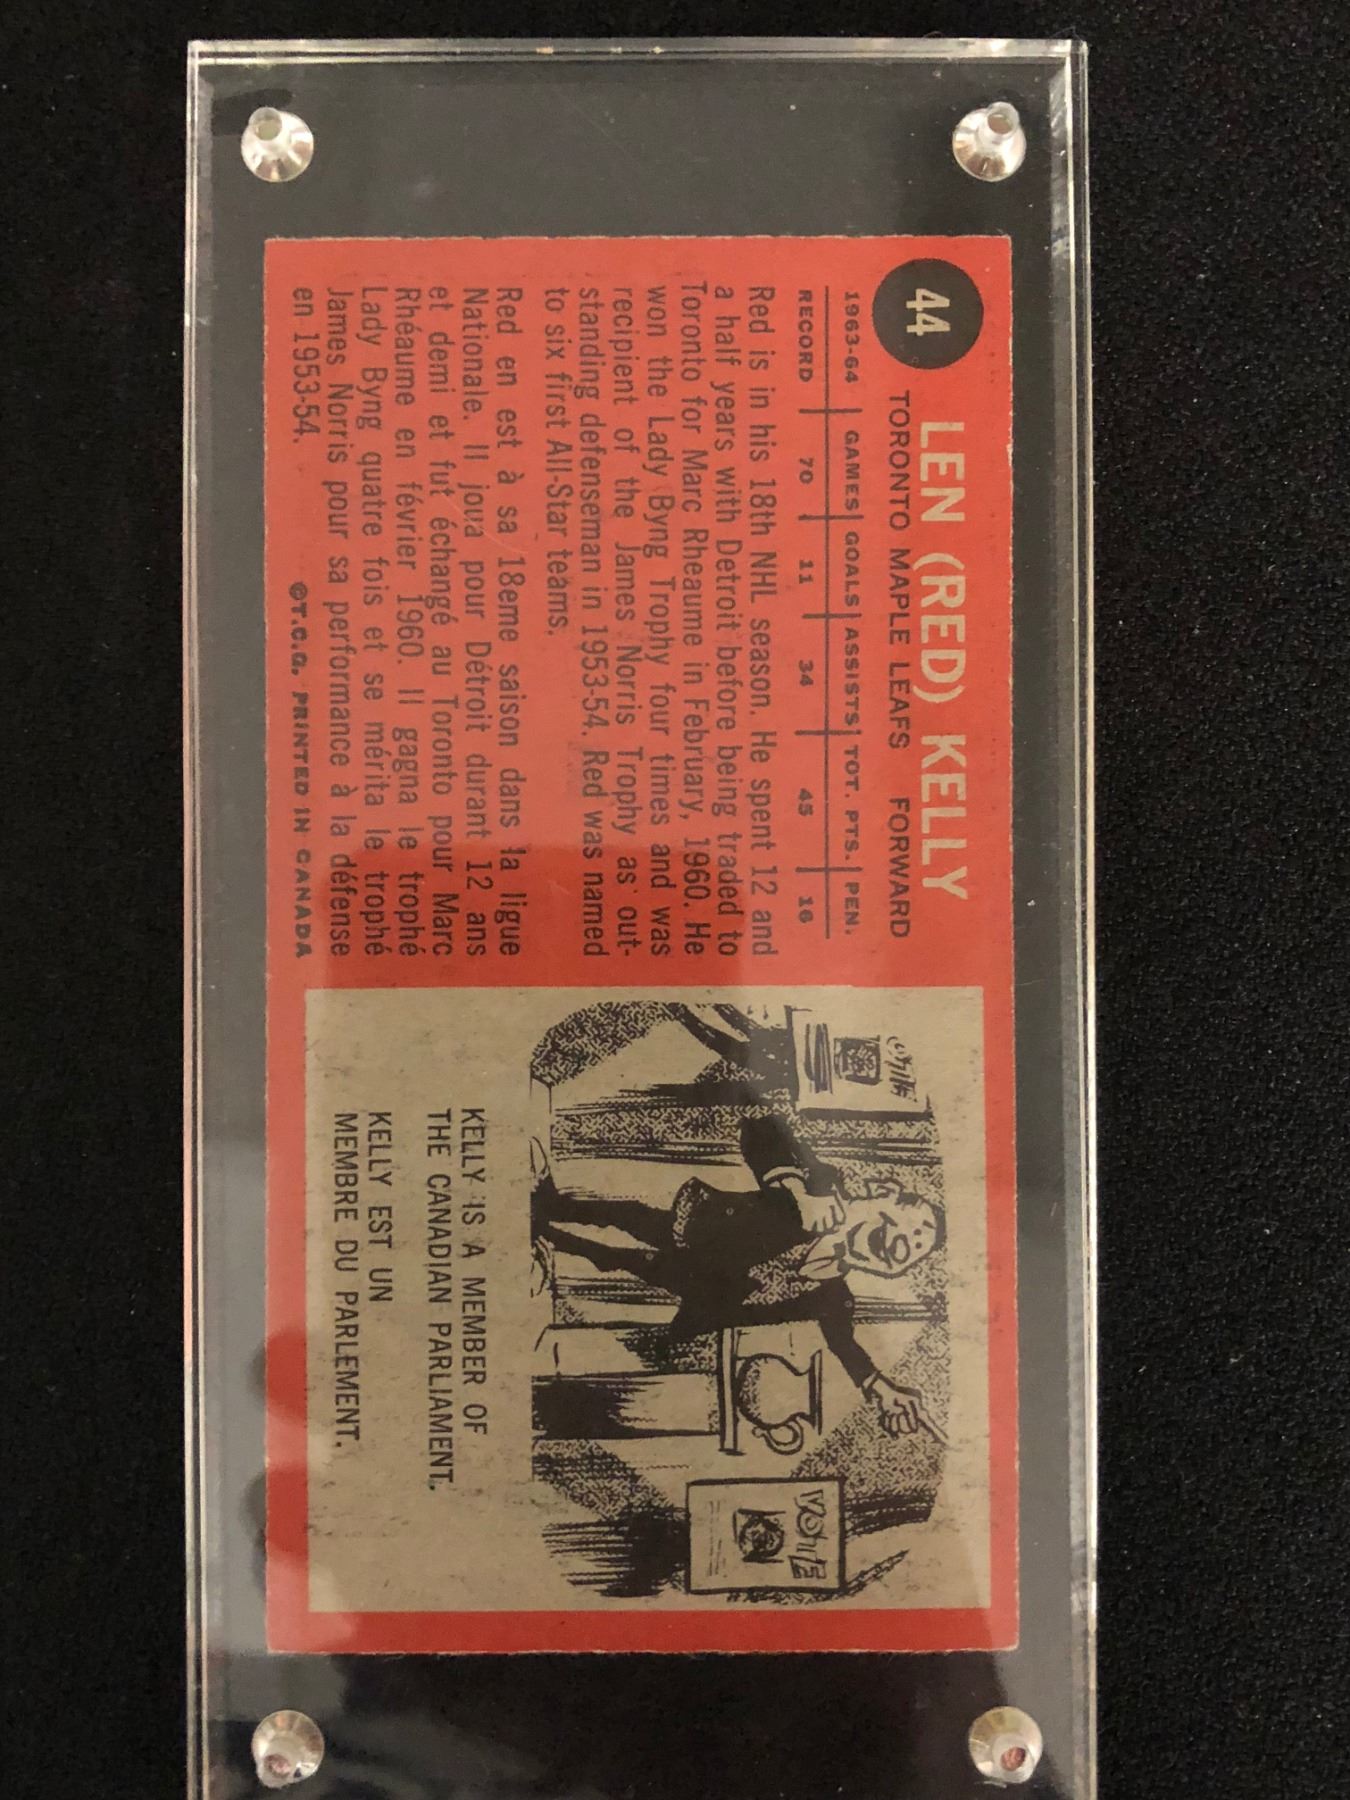 44
LEN (RED) KELLY
TORONTO MAPLE LEAFS FORWARD
1963-64 | GAMES | GOALS | ASSISTS | TOT. PTS. | PEN.
RECORD | 70 | 11 | 34 | 45 | 16
Red is in his 18th NHL season. He spent 12 and
a half years with Detroit before being traded to
Toronto for Marc Rheaume in February, 1960. He
won the Lady Byng Trophy four times and was
recipient of the James Norris Trophy as out-
standing defenseman in 1953-54. Red was named
to six first All-Star teams.
Red en est à sa 18eme saison dans la ligue
Nationale. Il joua pour Détroit durant 12 ans
et demi et fut échangé au Toronto pour Marc
Rhéaume en février 1960. Il gagna le trophé
Lady Byng quatre fois et se mérita le trophé
James Norris pour sa performance à la défense
en 1953-54.
©T.C.G. PRINTED IN CANADA
VOTE
KELLY IS A MEMBER OF
THE CANADIAN PARLIAMENT.
KELLY EST UN
MEMBRE DU PARLEMENT.